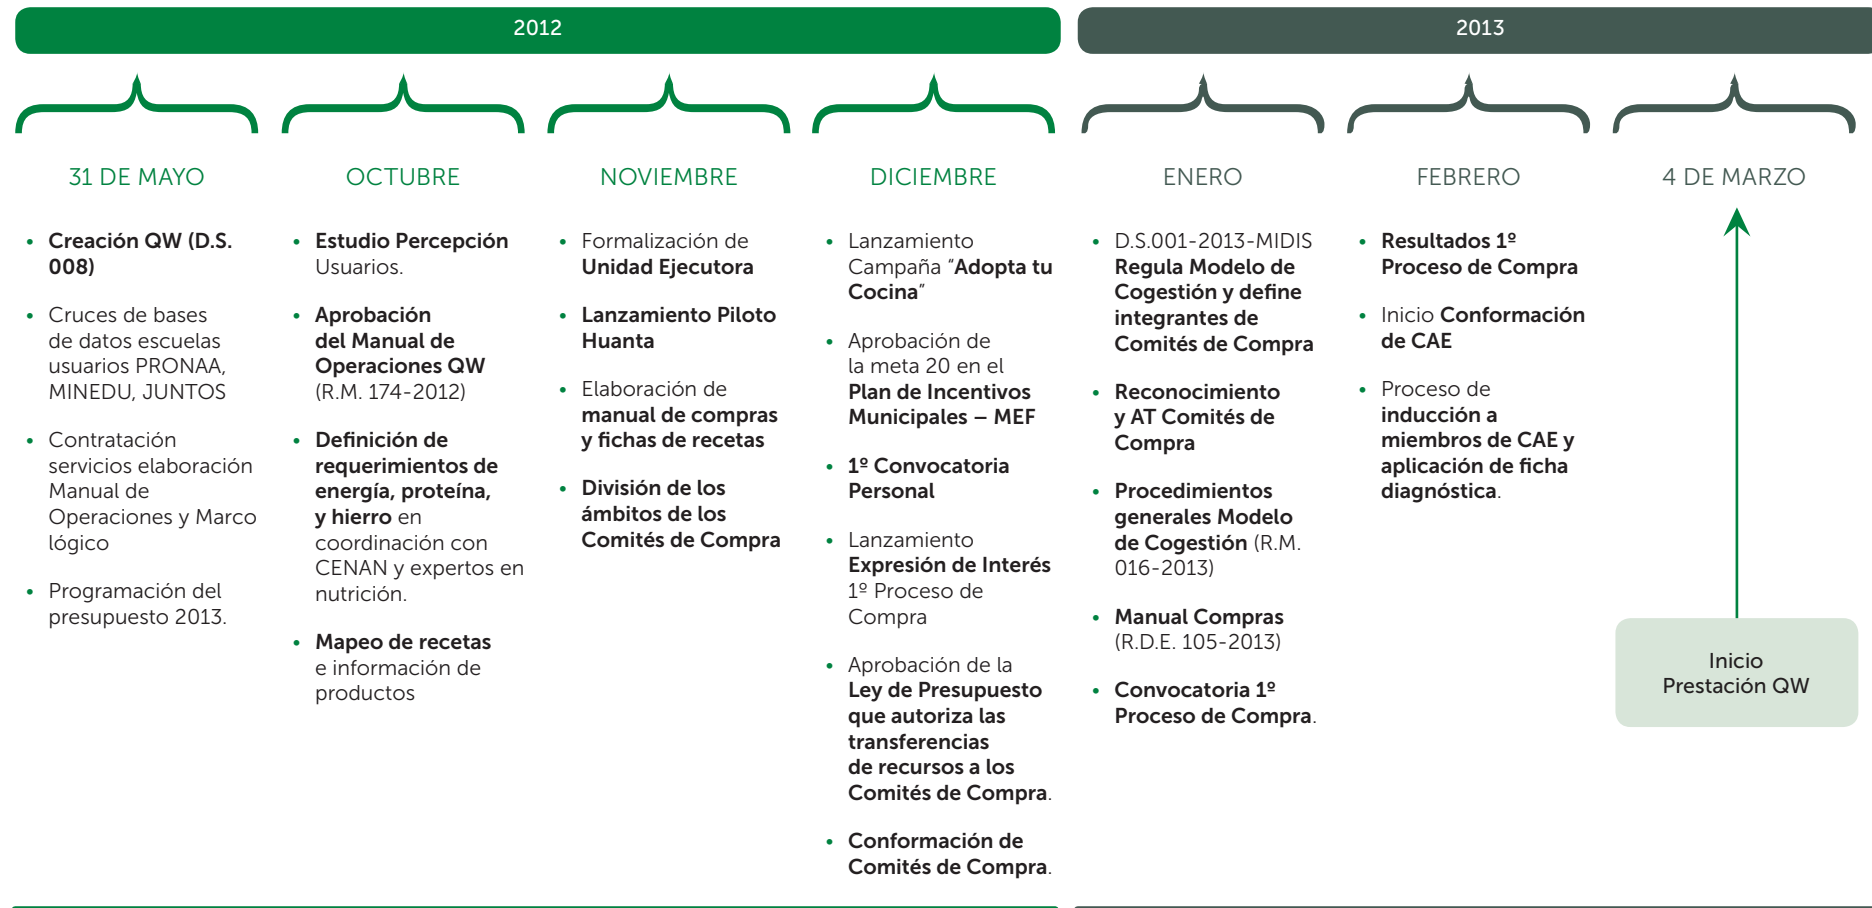 2012
2013
31 DE MAYO
• Creación QW (D.S.
008)
• Cruces de bases
de datos escuelas
usuarios PRONAA,
MINEDU, JUNTOS
• Contratación
servicios elaboración
Manual de
Operaciones y Marco
lógico
• Programación del
presupuesto 2013.
OCTUBRE
• Estudio Percepción
Usuarios.
• Aprobación
del Manual de
Operaciones QW
(R.M. 174-2012)
• Definición de
requerimientos de
energía, proteína,
y hierro en
coordinación con
CENAN y expertos en
nutrición.
• Mapeo de recetas
e información de
productos
NOVIEMBRE
• Formalización de
Unidad Ejecutora
• Lanzamiento Piloto
Huanta
• Elaboración de
manual de compras
y fichas de recetas
• División de los
ámbitos de los
Comités de Compra
DICIEMBRE
• Lanzamiento
Campaña "Adopta tu
Cocina"
• Aprobación de
la meta 20 en el
Plan de Incentivos
Municipales – MEF
• 1º Convocatoria
Personal
• Lanzamiento
Expresión de Interés
1º Proceso de
Compra
• Aprobación de la
Ley de Presupuesto
que autoriza las
transferencias
de recursos a los
Comités de Compra.
• Conformación de
Comités de Compra.
ENERO
• D.S.001-2013-MIDIS
Regula Modelo de
Cogestión y define
integrantes de
Comités de Compra
• Reconocimiento
y AT Comités de
Compra
• Procedimientos
generales Modelo
de Cogestión (R.M.
016-2013)
• Manual Compras
(R.D.E. 105-2013)
• Convocatoria 1º
Proceso de Compra.
FEBRERO
• Resultados 1º
Proceso de Compra
• Inicio Conformación
de CAE
• Proceso de
inducción a
miembros de CAE y
aplicación de ficha
diagnóstica.
4 DE MARZO
Inicio
Prestación QW